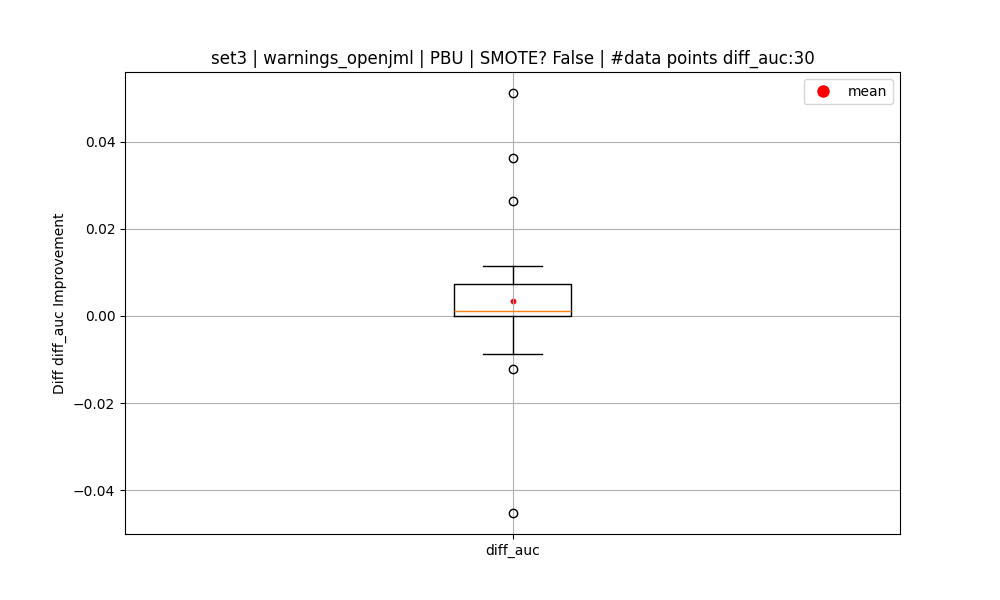 set3 | warnings_openjml | PBU | SMOTE? False | #data points diff_auc:30
mean
0.04
0.02
0.00
−0.02
−0.04
Diff diff_auc Improvement
diff_auc